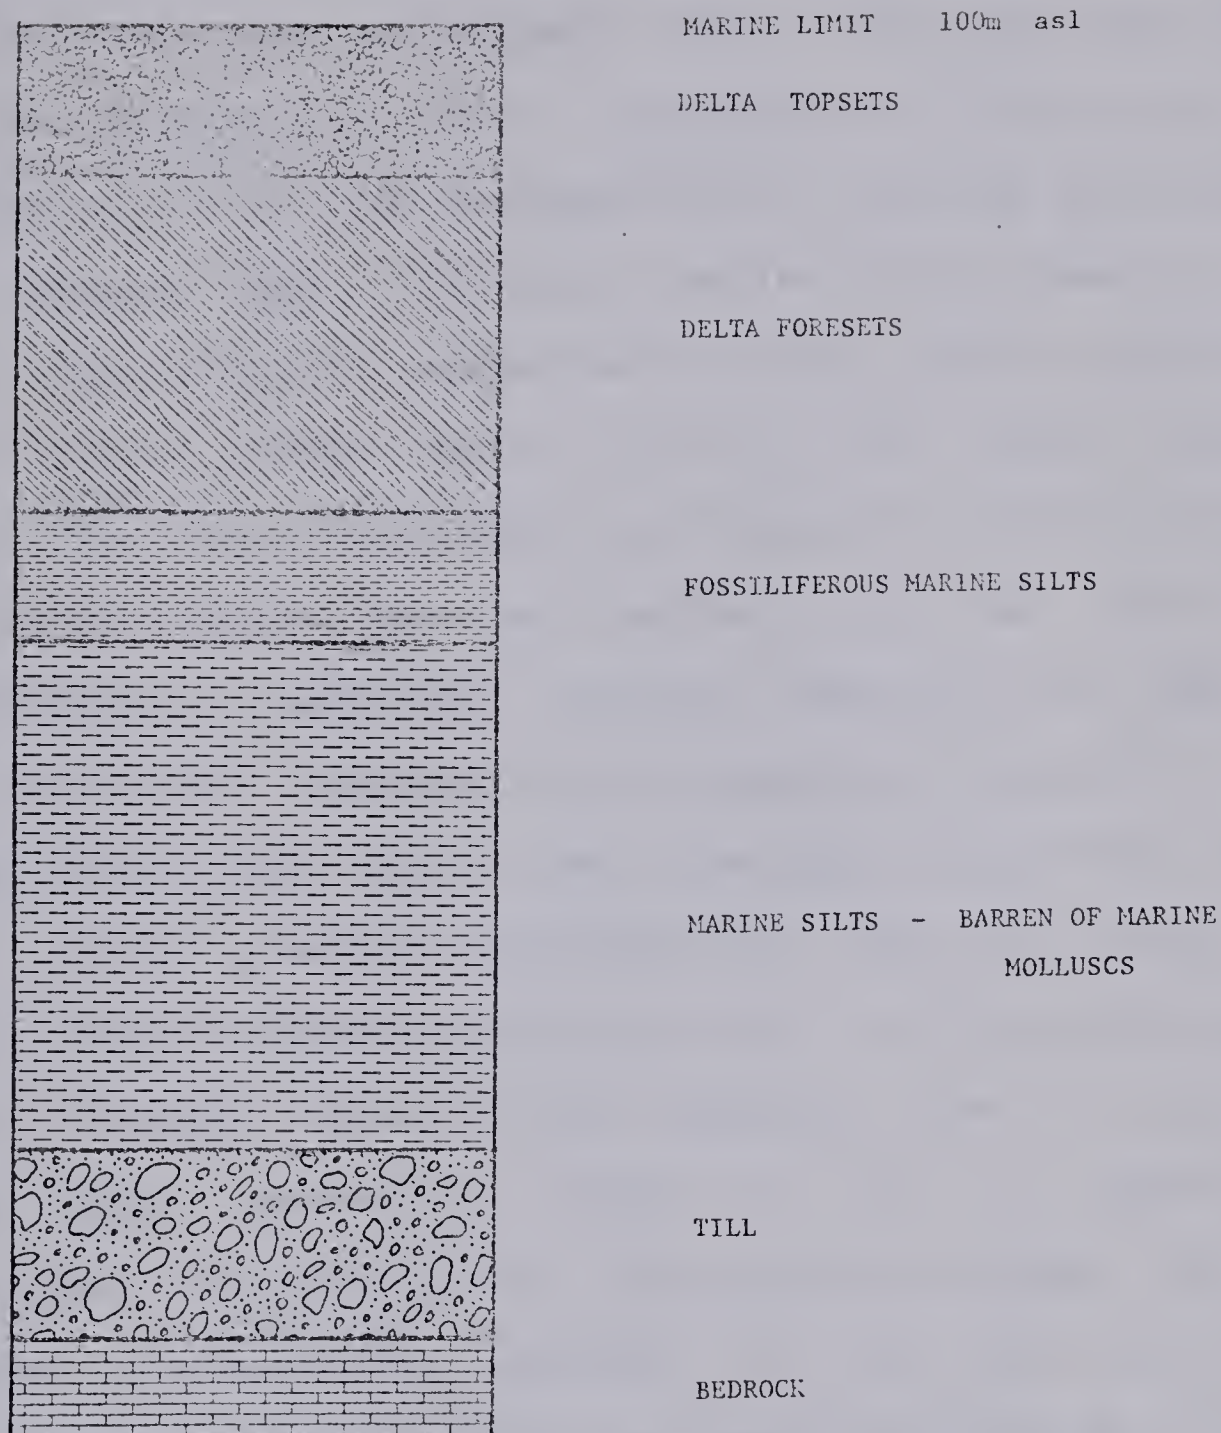 MARINE LIMIT 100m asl
DELTA TOPSETS
DELTA FORESETS
FOSSILIFEROUS MARINE SILTS
MARINE SILTS - BARREN OF MARINE
MOLLUSCS
TILL
BEDROCK